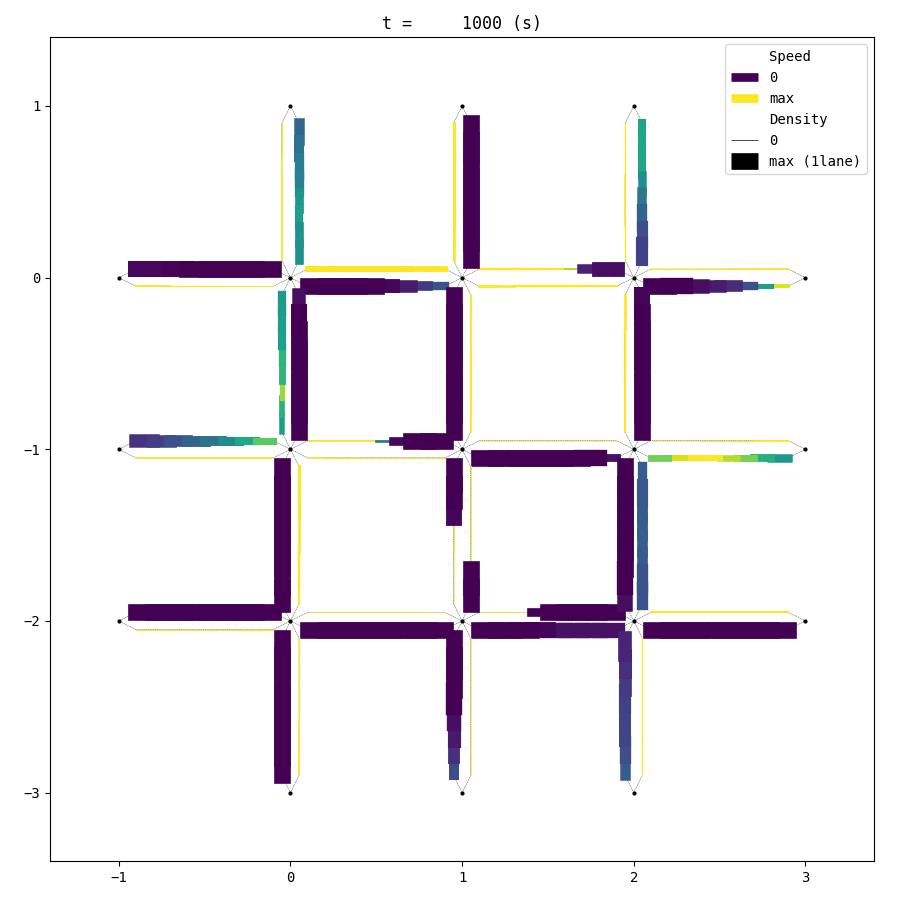 t =     1000 (s)
Speed
0
max
Density
0
max (1lane)
1
0
−1
−2
−3
−1 0 1 2 3